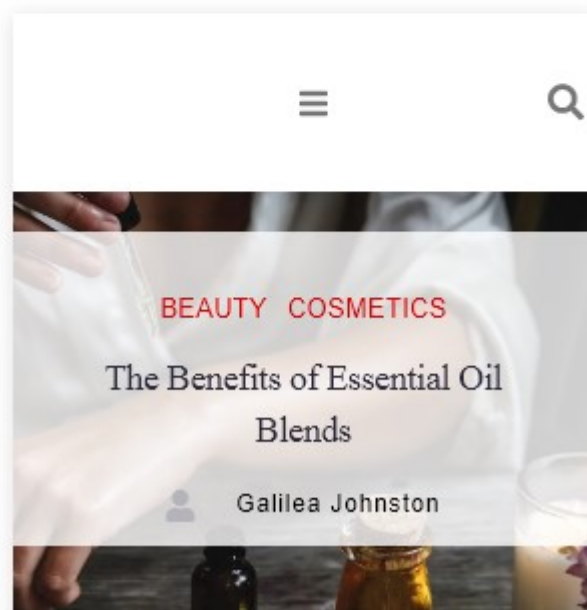 BEAUTY COSMETICS
The Benefits of Essential Oil
Blends
Galilea Johnston